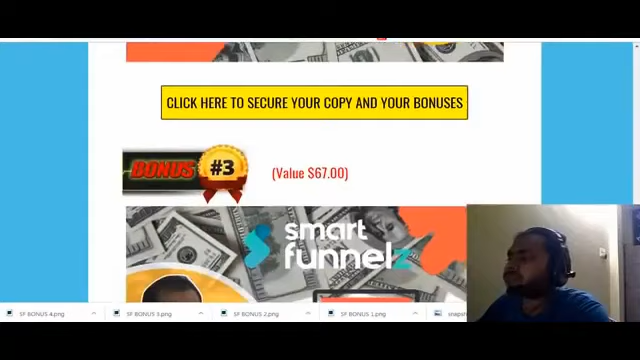 CLICK HERE TO SECURE YOUR COPY AND YOUR BONUSES
BONUS #3 (Value $67.00)
smart
funnelz
SF BONUS 4.png
SF BONUS 3.png
SF BONUS 2.png
SF BONUS 1.png